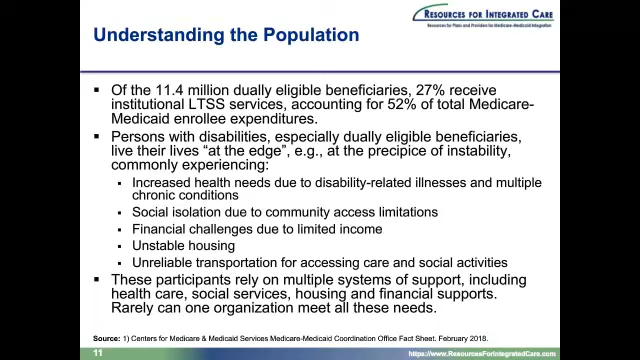 RESOURCES FOR INTEGRATED CARE
Resources for Plans and Providers for Medicare-Medicaid Integration
Understanding the Population
▪ Of the 11.4 million dually eligible beneficiaries, 27% receive
institutional LTSS services, accounting for 52% of total Medicare-
Medicaid enrollee expenditures.
▪ Persons with disabilities, especially dually eligible beneficiaries,
live their lives “at the edge”, e.g., at the precipice of instability,
commonly experiencing:
▪ Increased health needs due to disability-related illnesses and multiple
chronic conditions
▪ Social isolation due to community access limitations
▪ Financial challenges due to limited income
▪ Unstable housing
▪ Unreliable transportation for accessing care and social activities
▪ These participants rely on multiple systems of support, including
health care, social services, housing and financial supports.
Rarely can one organization meet all these needs.
Source: 1) Centers for Medicare & Medicaid Services Medicare-Medicaid Coordination Office Fact Sheet. February 2018.
11
https://www.ResourcesForIntegratedCare.com